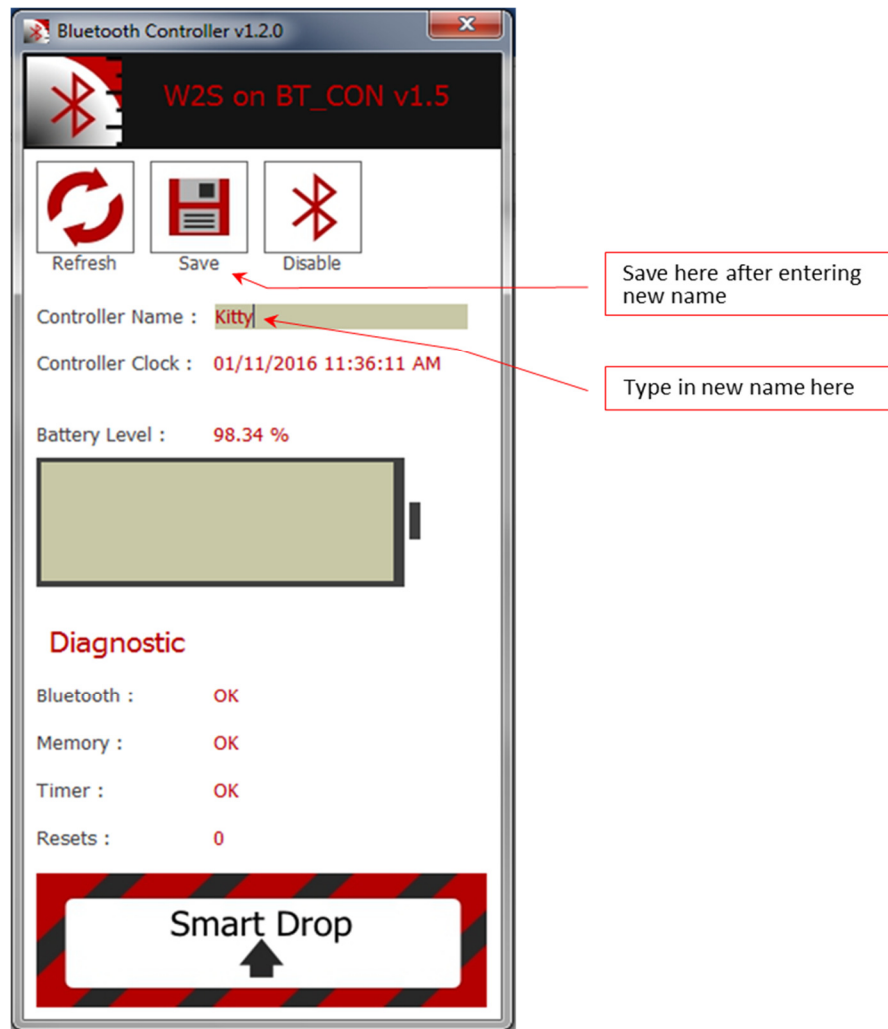 Bluetooth Controller v1.2.0
W2S on BT_CON v1.5
Refresh Save Disable
Save here after entering
new name
Controller Name : Kitty
Controller Clock : 01/11/2016 11:36:11 AM
Type in new name here
Battery Level : 98.34 %
Diagnostic
Bluetooth : OK
Memory : OK
Timer : OK
Resets : 0
Smart Drop